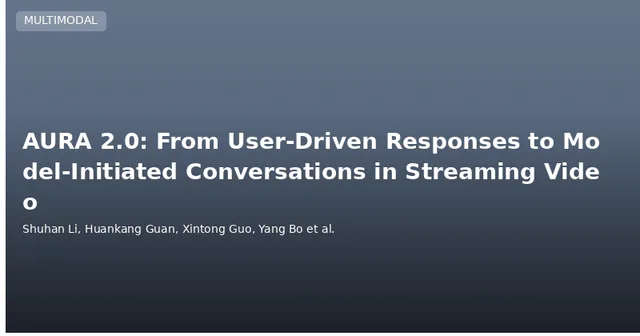 MULTIMODAL
AURA 2.0: From User-Driven Responses to Mo
del-Initiated Conversations in Streaming Vide
o
Shuhan Li, Huankang Guan, Xintong Guo, Yang Bo et al.